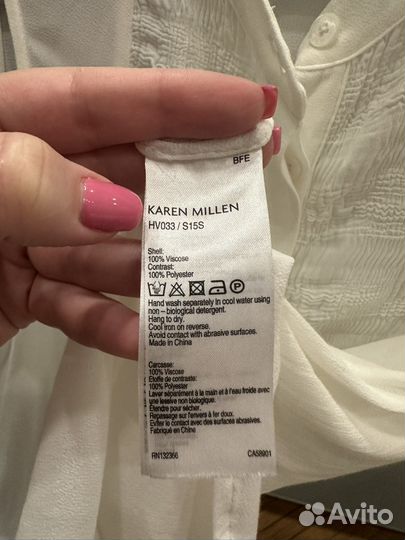 BFE
KAREN MILLEN
HV033 / S15S
Shell:
100% Viscose
Contrast:
100% Polyester
Hand wash separately in cool water using
non – biological detergent.
Hang to dry.
Cool iron on reverse.
Avoid contact with abrasive surfaces.
Made in China
Carcasse:
100% Viscose
Etoffe de contraste:
100% Polyester
Laver séparément à la main et à l'eau froide avec
une lessive non biologique.
Étendre pour sécher.
Repassage sur l'envers à fer doux.
Eviter contact avec des surfaces abrasives.
Fabriqué en Chine
RN132366
CA58901
Avito